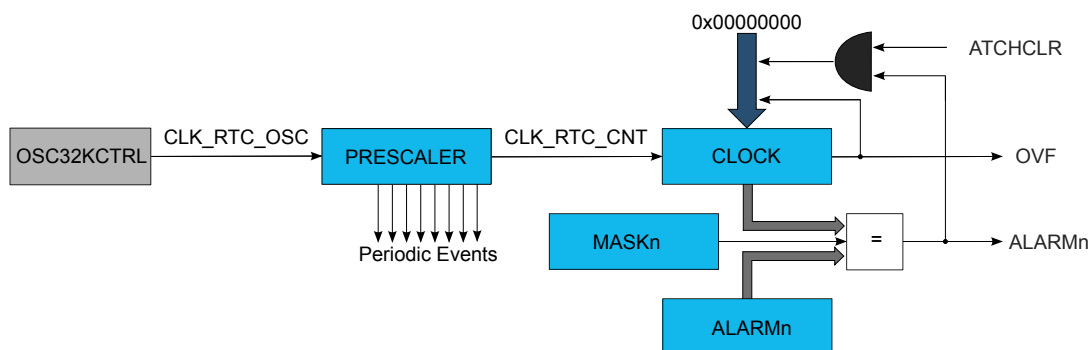 0x00000000
ATCHCLR
CLK_RTC_OSC
CLK_RTC_CNT
OSC32KCTRL
PRESCALER
CLOCK
OVF
Periodic Events
MASKn
=
ALARMn
ALARMn